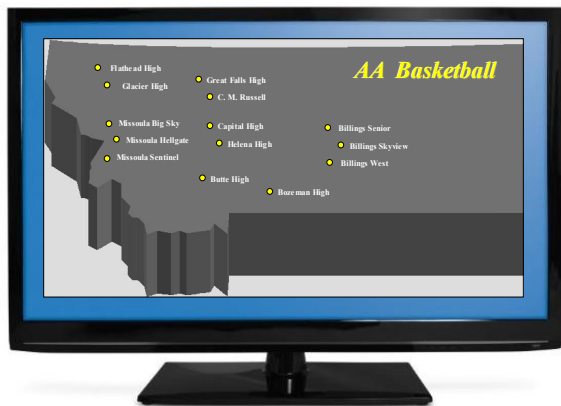 AA Basketball
Flathead High
Glacier High
Great Falls High
C. M. Russell
Missoula Big Sky
Missoula Hellgate
Missoula Sentinel
Capital High
Helena High
Billings Senior
Billings Skyview
Billings West
Butte High
Bozeman High